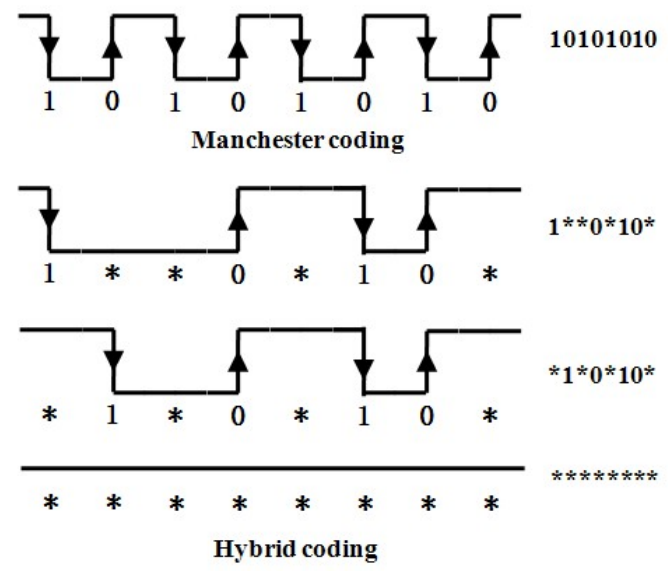 10101010
1 0 1 0 1 0 1 0
Manchester coding
1**0*10*
1 * * 0 * 1 0 *
*1*0*10*
* 1 * 0 * 1 0 *
********
* * * * * * * *
Hybrid coding